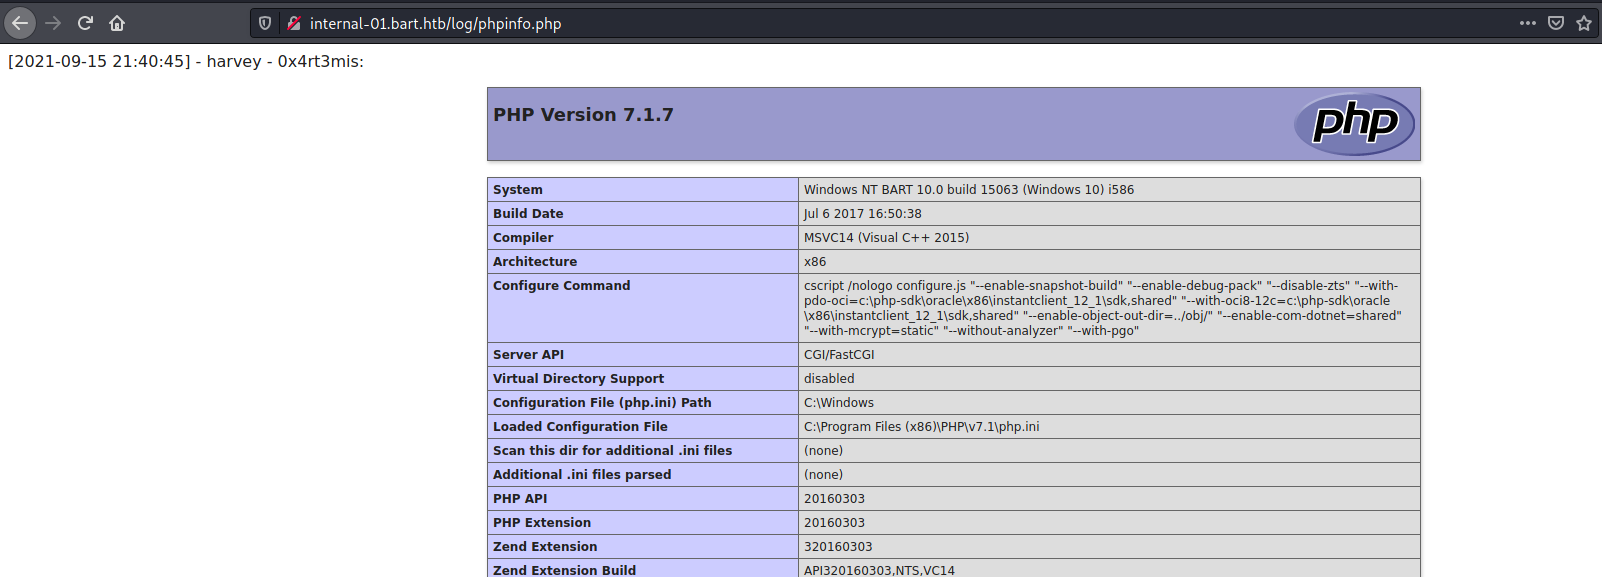 internal-01.bart.htb/log/phpinfo.php
[2021-09-15 21:40:45] - harvey - 0x4rt3mis:
PHP Version 7.1.7
php
System Windows NT BART 10.0 build 15063 (Windows 10) i586
Build Date Jul 6 2017 16:50:38
Compiler MSVC14 (Visual C++ 2015)
Architecture x86
Configure Command cscript /nologo configure.js "--enable-snapshot-build" "--enable-debug-pack" "--disable-zts" "--with-
pdo-oci=c:\php-sdk\oracle\x86\instantclient_12_1\sdk,shared" "--with-oci8-12c=c:\php-sdk\oracle
\x86\instantclient_12_1\sdk,shared" "--enable-object-out-dir=../obj/" "--enable-com-dotnet=shared"
"--with-mcrypt=static" "--without-analyzer" "--with-pgo"
Server API CGI/FastCGI
Virtual Directory Support disabled
Configuration File (php.ini) Path C:\Windows
Loaded Configuration File C:\Program Files (x86)\PHP\v7.1\php.ini
Scan this dir for additional .ini files (none)
Additional .ini files parsed (none)
PHP API 20160303
PHP Extension 20160303
Zend Extension 320160303
Zend Extension Build API320160303,NTS,VC14